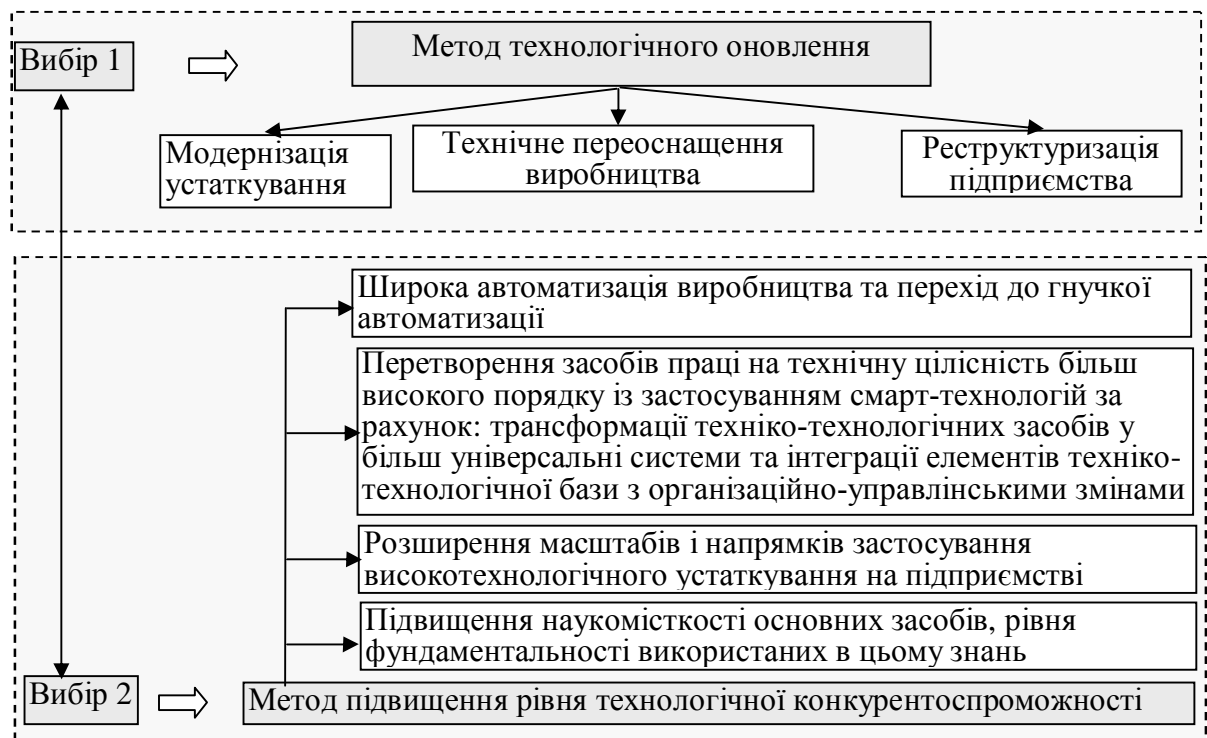 Вибір 1
Метод технологічного оновлення
Модернізація
устаткування
Технічне переоснащення
виробництва
Реструктуризація
підприємства
Широка автоматизація виробництва та перехід до гнучкої
автоматизації
Перетворення засобів праці на технічну цілісність більш
високого порядку із застосуванням смарт-технологій за
рахунок: трансформації техніко-технологічних засобів у
більш універсальні системи та інтеграції елементів техніко-
технологічної бази з організаційно-управлінськими змінами
Розширення масштабів і напрямків застосування
високотехнологічного устаткування на підприємстві
Підвищення наукомісткості основних засобів, рівня
фундаментальності використаних в цьому знань
Вибір 2
Метод підвищення рівня технологічної конкурентоспроможності